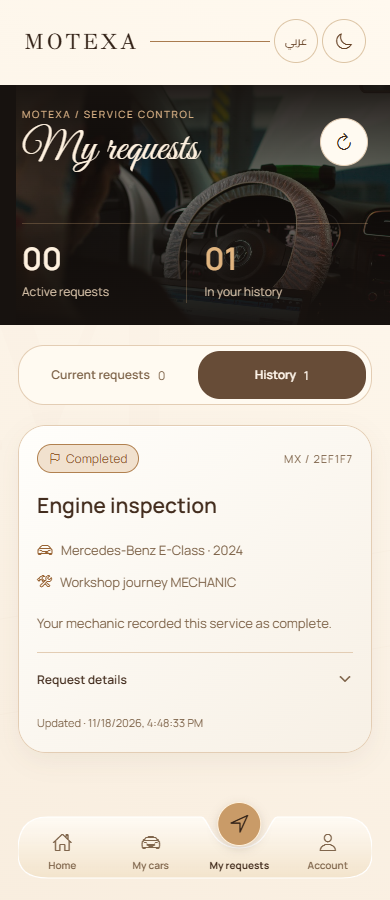 MOTEXA
عربي
MOTEXA / SERVICE CONTROL
My requests
00
Active requests
01
In your history
Current requests 0
History 1
Completed
MX / 2EF1F7
Engine inspection
Mercedes-Benz E-Class · 2024
Workshop journey MECHANIC
Your mechanic recorded this service as complete.
Request details
Updated · 11/18/2026, 4:48:33 PM
Home
My cars
My requests
Account